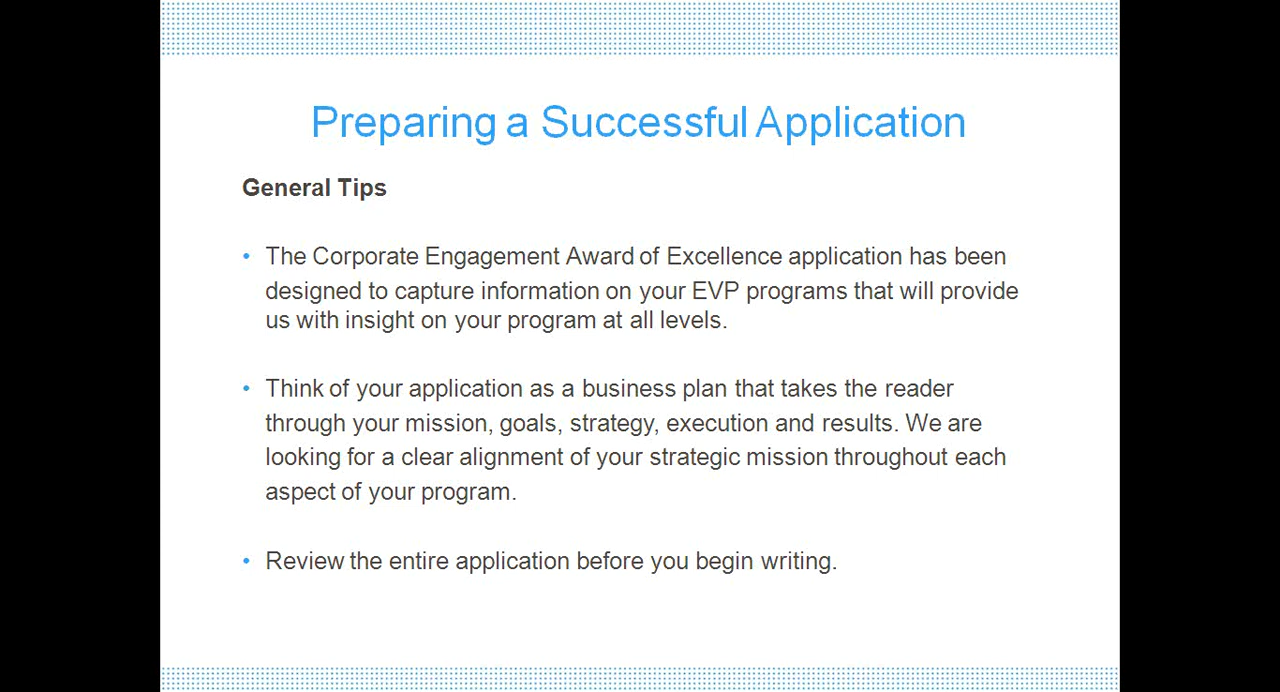 Preparing a Successful Application
General Tips
• The Corporate Engagement Award of Excellence application has been
designed to capture information on your EVP programs that will provide
us with insight on your program at all levels.
• Think of your application as a business plan that takes the reader
through your mission, goals, strategy, execution and results. We are
looking for a clear alignment of your strategic mission throughout each
aspect of your program.
• Review the entire application before you begin writing.